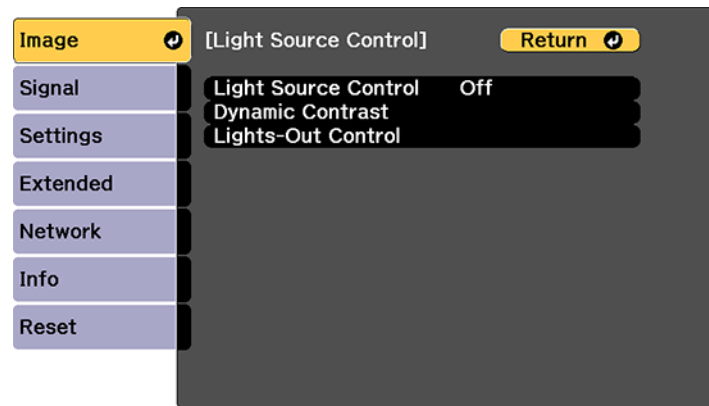 Image
Signal
Settings
Extended
Network
Info
Reset
[Light Source Control] Return
Light Source Control Off
Dynamic Contrast
Lights-Out Control